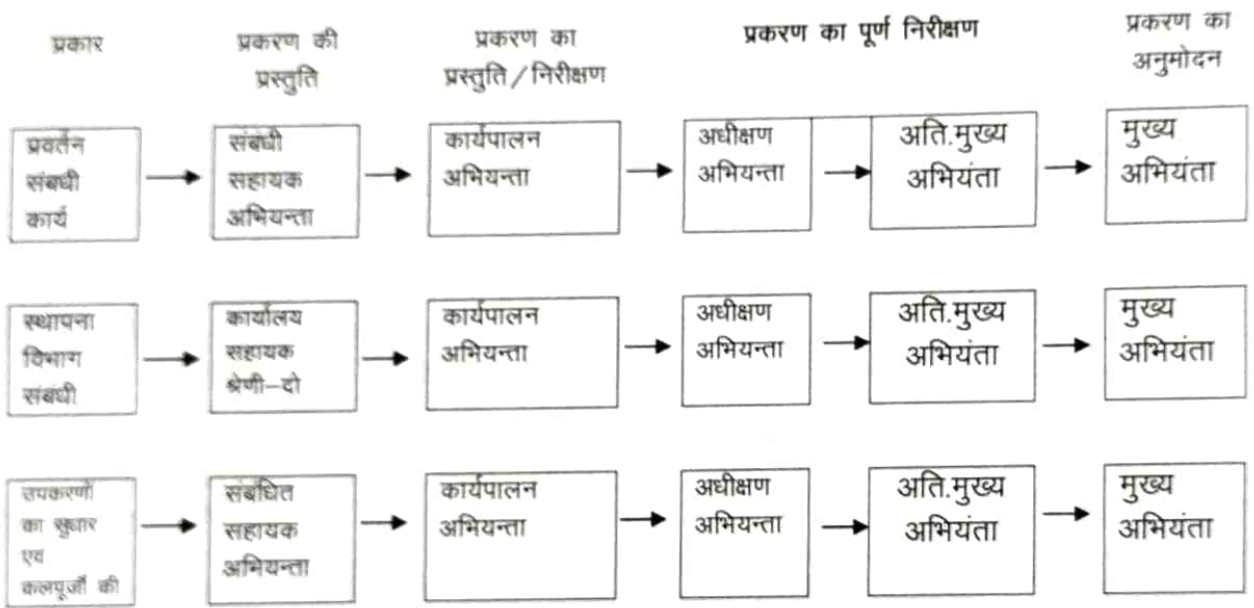 प्रकार
प्रकरण की
प्रस्तुति
प्रकरण का
प्रस्तुति/निरीक्षण
प्रकरण का पूर्ण निरीक्षण
प्रकरण का
अनुमोदन
प्रवर्तन
संबंधी
कार्य
संबंधी
सहायक
अभियन्ता
कार्यपालन
अभियन्ता
अधीक्षण
अभियन्ता
अति.मुख्य
अभियंता
मुख्य
अभियंता
स्थापना
विभाग
संबंधी
कार्यालय
सहायक
श्रेणी-दो
कार्यपालन
अभियन्ता
अधीक्षण
अभियन्ता
अति.मुख्य
अभियंता
मुख्य
अभियंता
उपकरणों
का सुधार
एवं
कलपूर्जों की
संबंधित
सहायक
अभियन्ता
कार्यपालन
अभियन्ता
अधीक्षण
अभियन्ता
अति.मुख्य
अभियंता
मुख्य
अभियंता